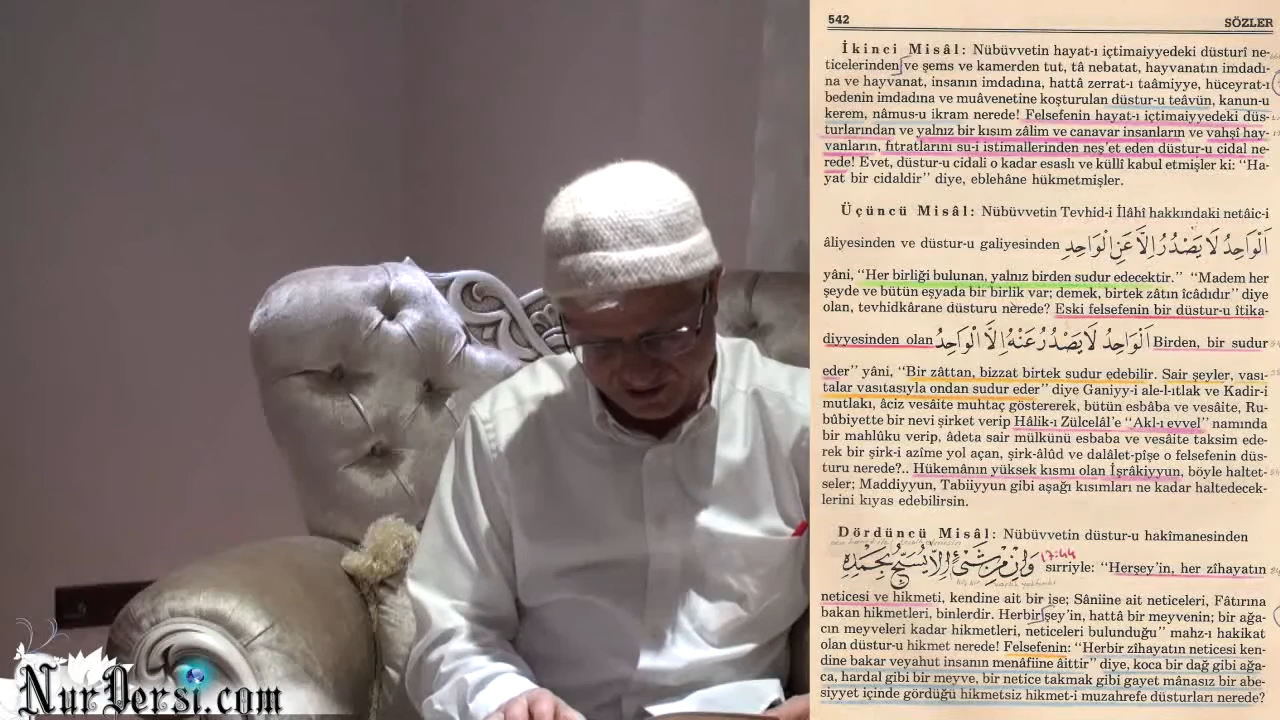 542
SÖZLER
İkinci Misâl: Nübüvvetin hayat-ı içtimaiyyedeki düsturî ne-
ticelerinden ve şems ve kamerden tut, tâ nebatat, hayvanatın imdadı-
na ve hayvanat, insanın imdadına, hattâ zerrat-ı taâmiyye, hüceyrat-ı
bedenin imdadına ve muâvenetine koşturulan düstur-u teâvün, kanun-u
kerem, nâmus-u ikram nerede! Felsefenin hayat-ı içtimaiyyedeki düs-
turlarından ve yalnız bir kısım zâlim ve canavar insanların ve vahşi hay-
vanların, fıtratlarını su-i istimallerinden neş'et eden düstur-u cidal ne-
rede! Evet, düstur-u cidali o kadar esaslı ve küllî kabul etmişler ki: "Ha-
yat bir cidaldir" diye, eblehâne hükmetmişler.
Üçüncü Misâl: Nübüvvetin Tevhid-i İlâhî hakkındaki netâic-i
âliyesinden ve düstur-u galiyesinden اَلْوَاحِدُ لَا يَصْدُرُ اِلَّا عَنِ الْوَاحِدِ
yâni, "Her birliği bulunan, yalnız birden sudur edecektir." "Madem her
şeyde ve bütün eşyada bir birlik var; demek, birtek zâtın îcâdıdır" diye
olan, tevhidkârane düsturu nerede? Eski felsefenin bir düstur-u îtika-
diyyesinden olan اَلْوَاحِدُ لَا يَصْدُرُ عَنْهُ اِلَّا الْوَاحِدُ Birden, bir sudur
eder" yâni, "Bir zâttan, bizzat birtek sudur edebilir. Sair şeyler, vası-
talar vasıtasıyla ondan sudur eder" diye Ganiyy-i ale-l-ıtlak ve Kadir-i
mutlakı, âciz vesâite muhtaç göstererek, bütün esbâba ve vesâite, Ru-
bûbiyette bir nevi şirket verip Hâlik-ı Zülcelâl'e "Akl-ı evvel" namında
bir mahlûku verip, âdeta sair mülkünü esbaba ve vesâite taksim ede-
rek bir şirk-i azîme yol açan, şirk-âlûd ve dalâlet-pîşe o felsefenin düs-
turu nerede?.. Hükemânın yüksek kısmı olan İşrâkiyyun, böyle haltet-
seler; Maddiyyun, Tabiiyyun gibi aşağı kısımları ne kadar haltedecek-
lerini kıyas edebilirsin.
Dördüncü Misâl: Nübüvvetin düstur-u hakîmanesinden
وَاِنْ مِنْ شَيْءٍ اِلَّا يُسَبِّحُ بِحَمْدِهِ 17:44 sırriyle: "Herşey'in, her zîhayatın
neticesi ve hikmeti, kendine ait bir ise; Sâniine ait neticeleri, Fâtırına
bakan hikmetleri, binlerdir. Herbir şey'in, hattâ bir meyvenin; bir ağa-
cın meyveleri kadar hikmetleri, neticeleri bulunduğu" mahz-ı hakikat
olan düstur-u hikmet nerede! Felsefenin: "Herbir zîhayatın neticesi ken-
dine bakar veyahut insanın menâfiine âittir" diye, koca bir dağ gibi ağa-
ca, hardal gibi bir meyve, bir netice takmak gibi gayet mânasız bir abe-
siyyet içinde gördüğü hikmetsiz hikmet-i muzahrefe düsturları nerede?
NurDersi.com